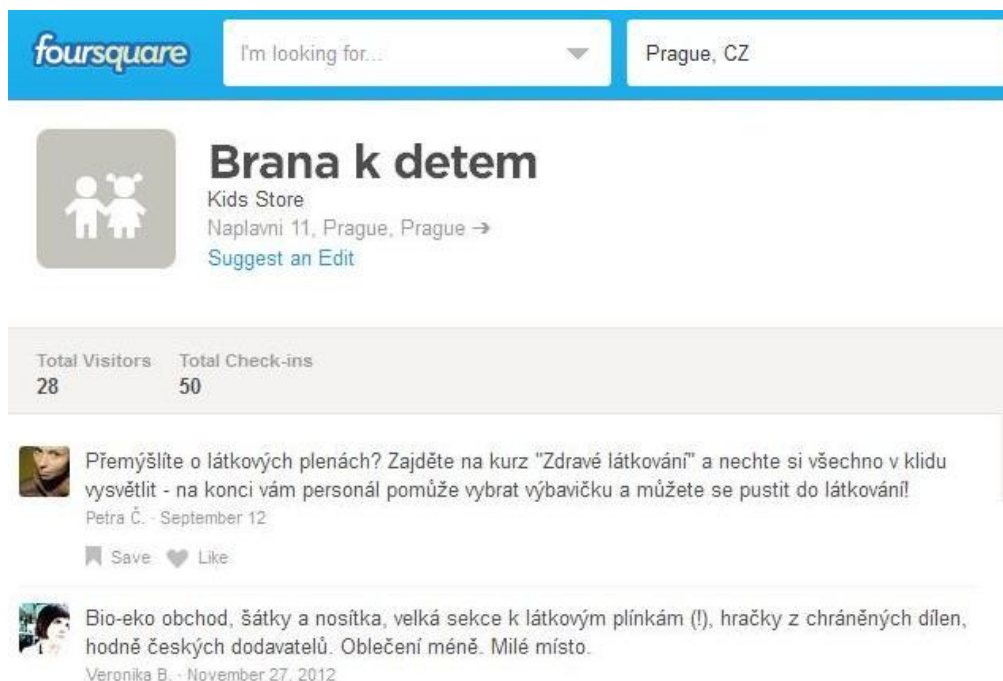 foursquare
I'm looking for...
Prague, CZ
Brana k detem
Kids Store
Naplavni 11, Prague, Prague →
Suggest an Edit
Total Visitors Total Check-ins
28 50
Přemýšlíte o látkových plenách? Zajděte na kurz "Zdravé látkování" a nechte si všechno v klidu
vysvětlit - na konci vám personál pomůže vybrat výbavičku a můžete se pustit do látkování!
Petra Č. · September 12
Save Like
Bio-eko obchod, šátky a nosítka, velká sekce k látkovým plínkám (!), hračky z chráněných dílen,
hodně českých dodavatelů. Oblečení méně. Milé místo.
Veronika B. · November 27, 2012